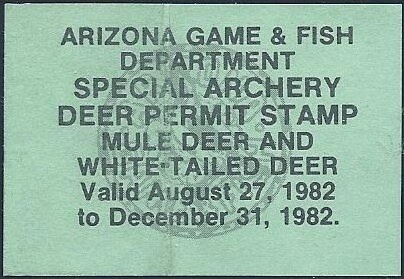 ARIZONA GAME & FISH
DEPARTMENT
SPECIAL ARCHERY
DEER PERMIT STAMP
MULE DEER AND
WHITE-TAILED DEER
Valid August 27, 1982
to December 31, 1982.